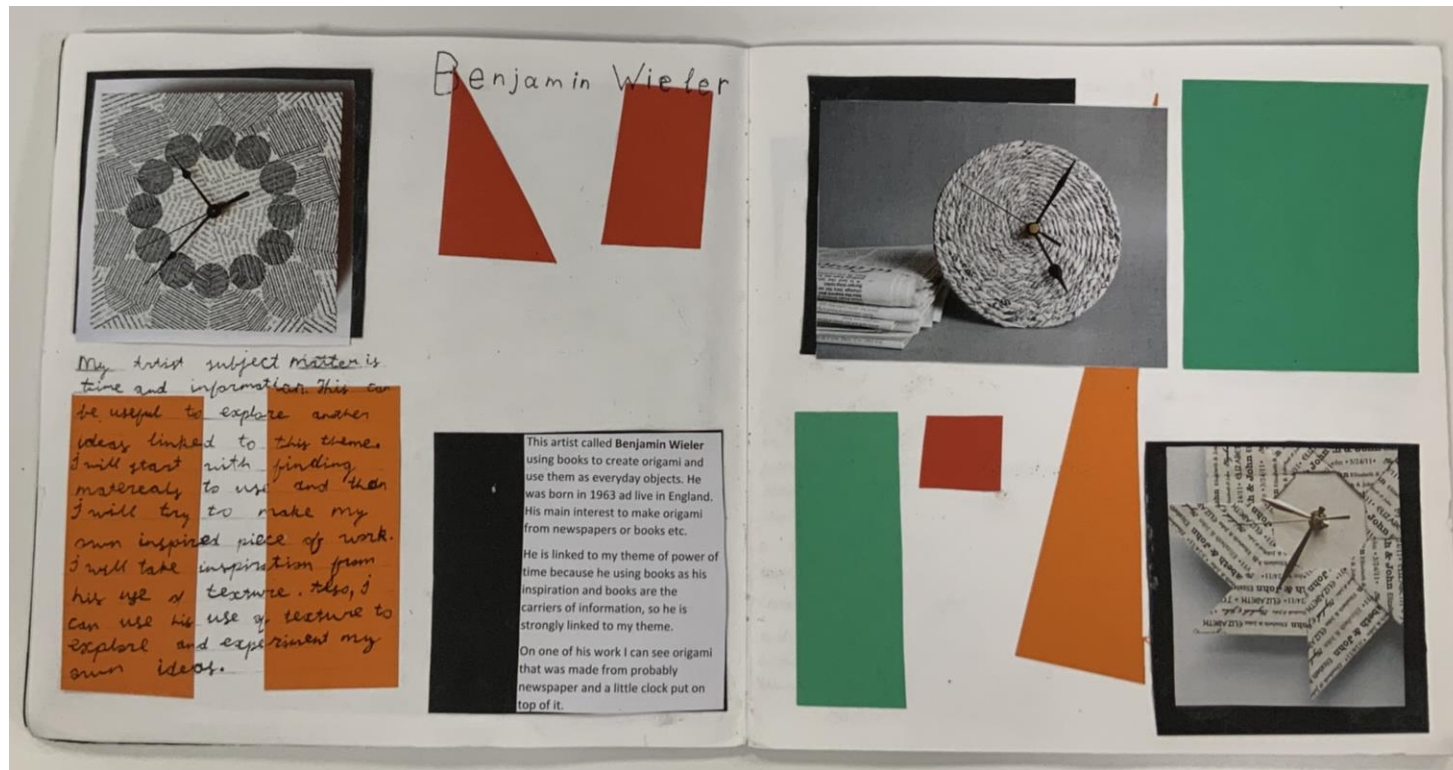 Benjamin Wieler
My Artist subject matter is
time and information. This can
be useful to explore another
ideas linked to this theme.
I will start with finding
matereals to use and then
I will try to make my
own inspired piece of work.
I will take inspiration from
his use of texture. Also, I
can use his use of texture to
explore and experiment my
own ideas.
This artist called Benjamin Wieler
using books to create origami and
use them as everyday objects. He
was born in 1963 ad live in England.
His main interest to make origami
from newspapers or books etc.
He is linked to my theme of power of
time because he using books as his
inspiration and books are the
carriers of information, so he is
strongly linked to my theme.
On one of his work I can see origami
that was made from probably
newspaper and a little clock put on
top of it.